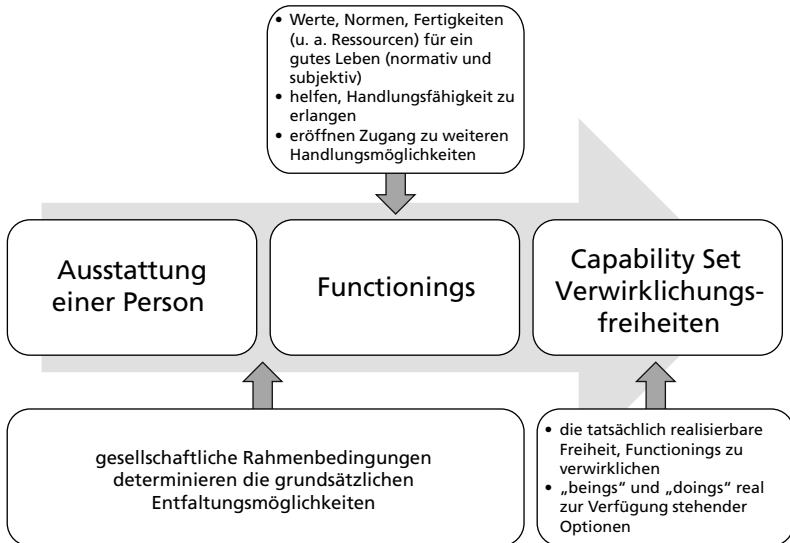 • Werte, Normen, Fertigkeiten
(u. a. Ressourcen) für ein
gutes Leben (normativ und
subjektiv)
• helfen, Handlungsfähigkeit zu
erlangen
• eröffnen Zugang zu weiteren
Handlungsmöglichkeiten
Ausstattung
einer Person
Functionings
Capability Set
Verwirklichungs-
freiheiten
gesellschaftliche Rahmenbedingungen
determinieren die grundsätzlichen
Entfaltungsmöglichkeiten
• die tatsächlich realisierbare
Freiheit, Functionings zu
verwirklichen
• „beings“ und „doings“ real
zur Verfügung stehender
Optionen